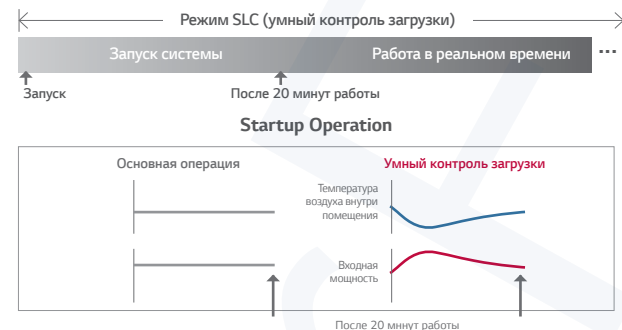 Режим SLC (умный контроль загрузки)
Запуск системы
Работа в реальном времени
...
Запуск
После 20 минут работы
Startup Operation
Основная операция
Умный контроль загрузки
Температура
воздуха внутри
помещения
Входная
мощность
После 20 мннут работы